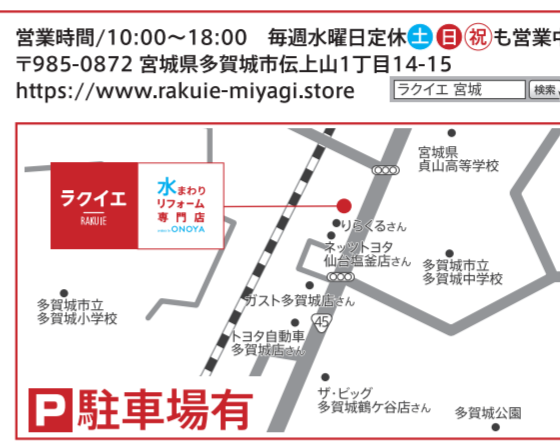 営業時間/10:00～18:00　毎週水曜日定休土日祝も営業中
〒985-0872 宮城県多賀城市伝上山1丁目14-15
https://www.rakuie-miyagi.store
ラクイエ 宮城
検索
宮城県
貞山高等学校
ラクイエ
RAKUIE
水まわり
リフォーム
専門店
ONOYA
りらくるさん
ネッツトヨタ
仙台塩釜店さん
多賀城市立
多賀城中学校
多賀城市立
多賀城小学校
ガスト多賀城店さん
45
トヨタ自動車
多賀城店さん
ザ・ビッグ
多賀城鶴ケ谷店さん
多賀城公園
P駐車場有